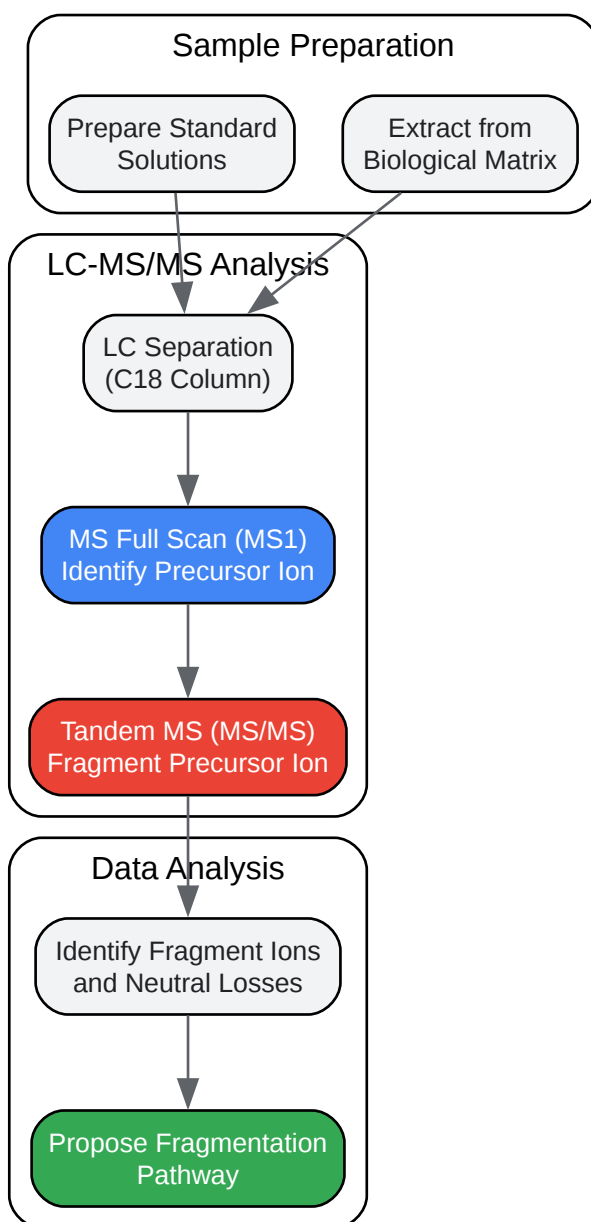 Sample Preparation
Prepare Standard
Solutions
Extract from
Biological Matrix
LC-MS/MS Analysis
LC Separation
(C18 Column)
MS Full Scan (MS1)
Identify Precursor Ion
Tandem MS (MS/MS)
Fragment Precursor Ion
Data Analysis
Identify Fragment Ions
and Neutral Losses
Propose Fragmentation
Pathway